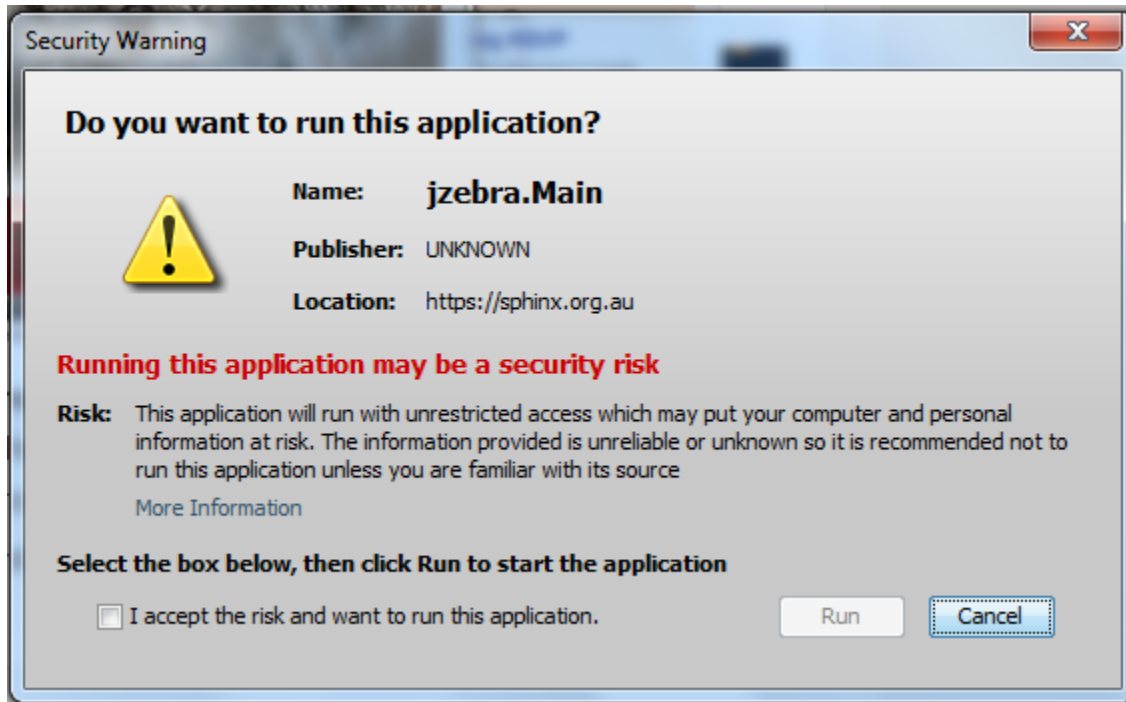 Security Warning
Do you want to run this application?
Name: jzebra.Main
Publisher: UNKNOWN
Location: https://sphinx.org.au
Running this application may be a security risk
Risk: This application will run with unrestricted access which may put your computer and personal
information at risk. The information provided is unreliable or unknown so it is recommended not to
run this application unless you are familiar with its source
More Information
Select the box below, then click Run to start the application
I accept the risk and want to run this application. Run Cancel